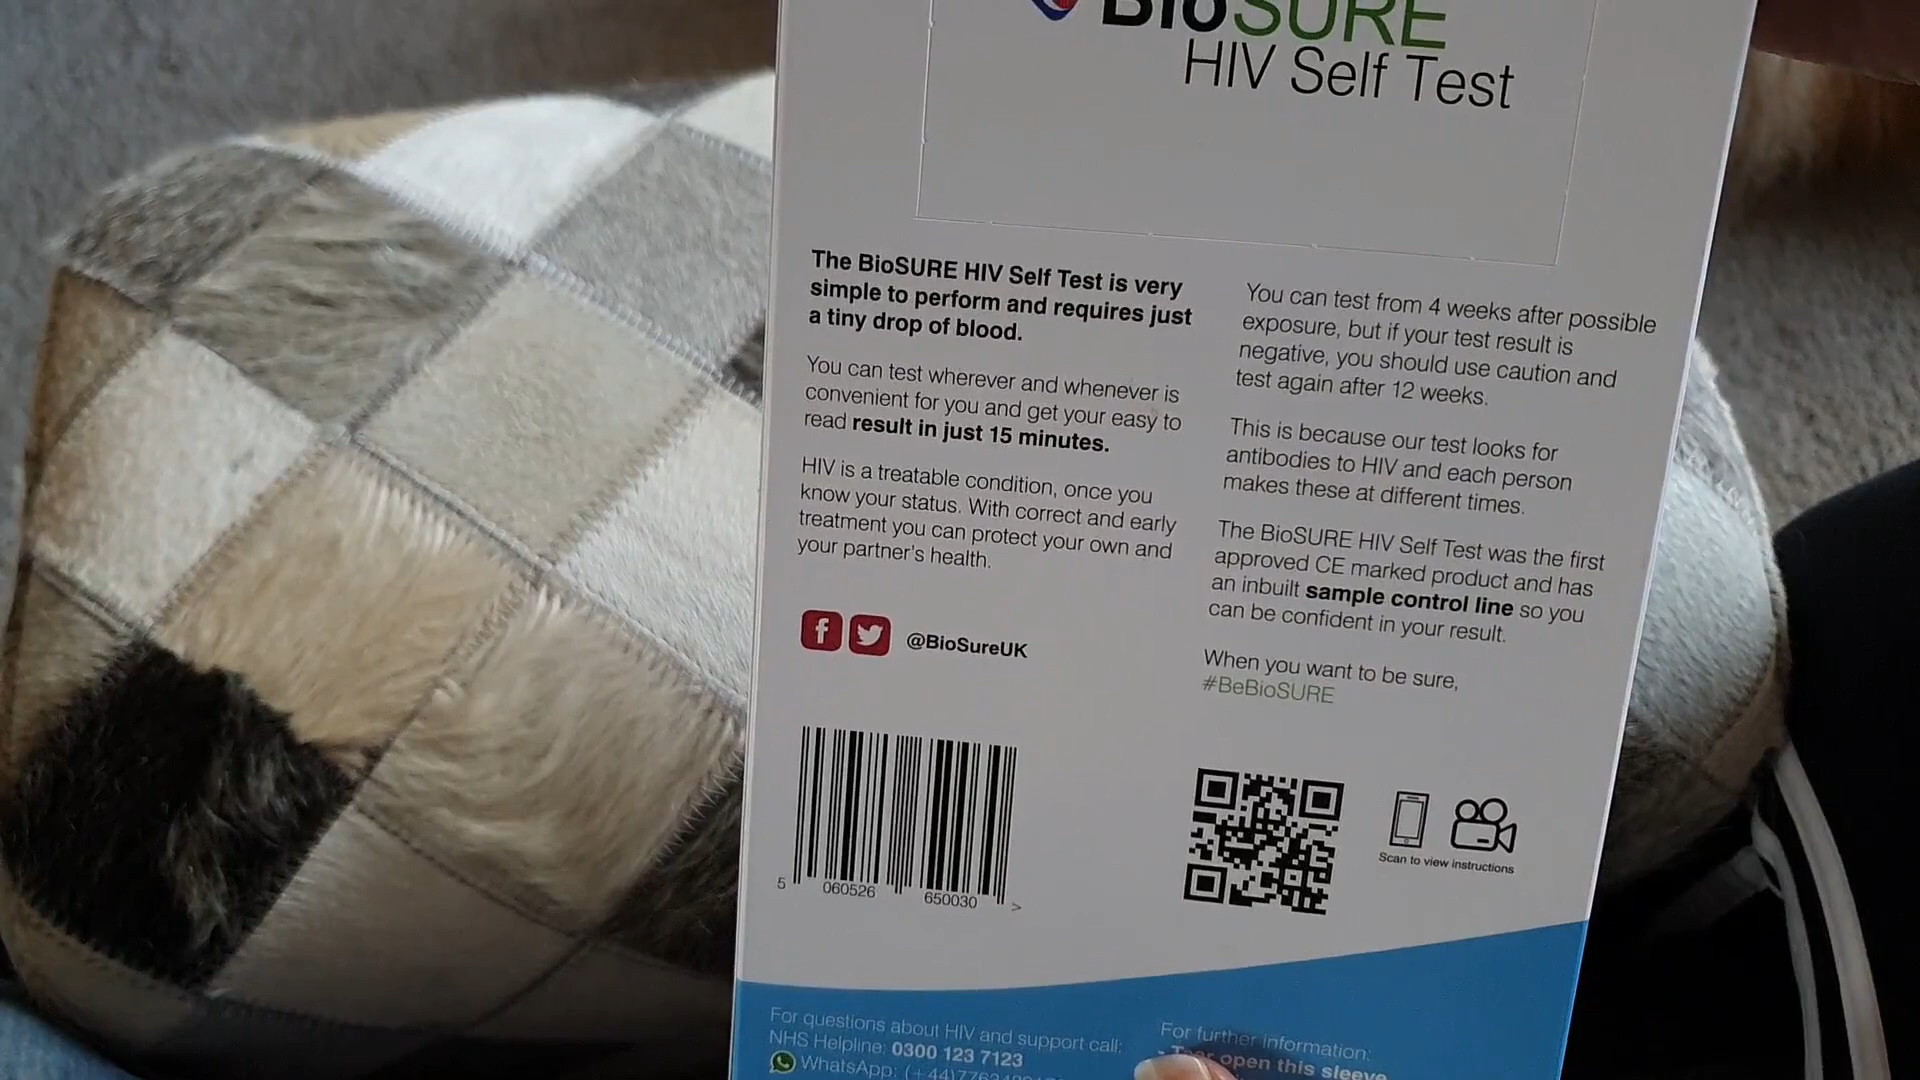 BioSURE
HIV Self Test
The BioSURE HIV Self Test is very
simple to perform and requires just
a tiny drop of blood.
You can test wherever and whenever is
convenient for you and get your easy to
read result in just 15 minutes.
HIV is a treatable condition, once you
know your status. With correct and early
treatment you can protect your own and
your partner's health.
@BioSureUK
5 060526 650030 >
You can test from 4 weeks after possible
exposure, but if your test result is
negative, you should use caution and
test again after 12 weeks.
This is because our test looks for
antibodies to HIV and each person
makes these at different times.
The BioSURE HIV Self Test was the first
approved CE marked product and has
an inbuilt sample control line so you
can be confident in your result.
When you want to be sure,
#BeBioSURE
Scan to view instructions
For questions about HIV and support call:
NHS Helpline: 0300 123 7123
WhatsApp:
For further information:
open this sleeve